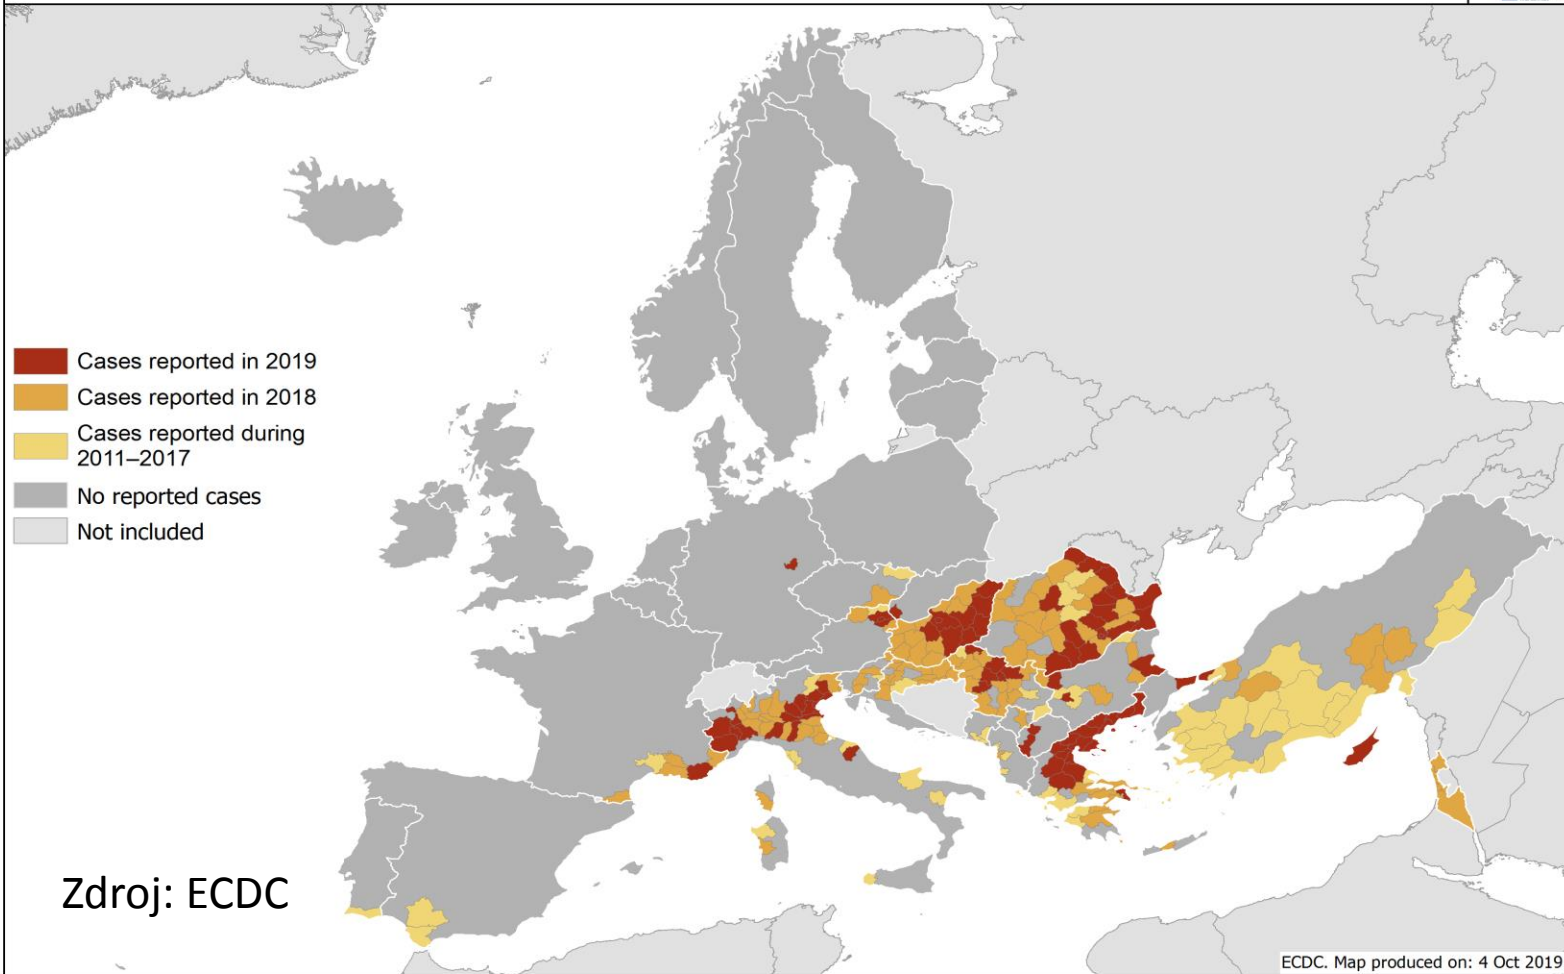 Cases reported in 2019
Cases reported in 2018
Cases reported during
2011–2017
No reported cases
Not included
Zdroj: ECDC
ECDC. Map produced on: 4 Oct 2019